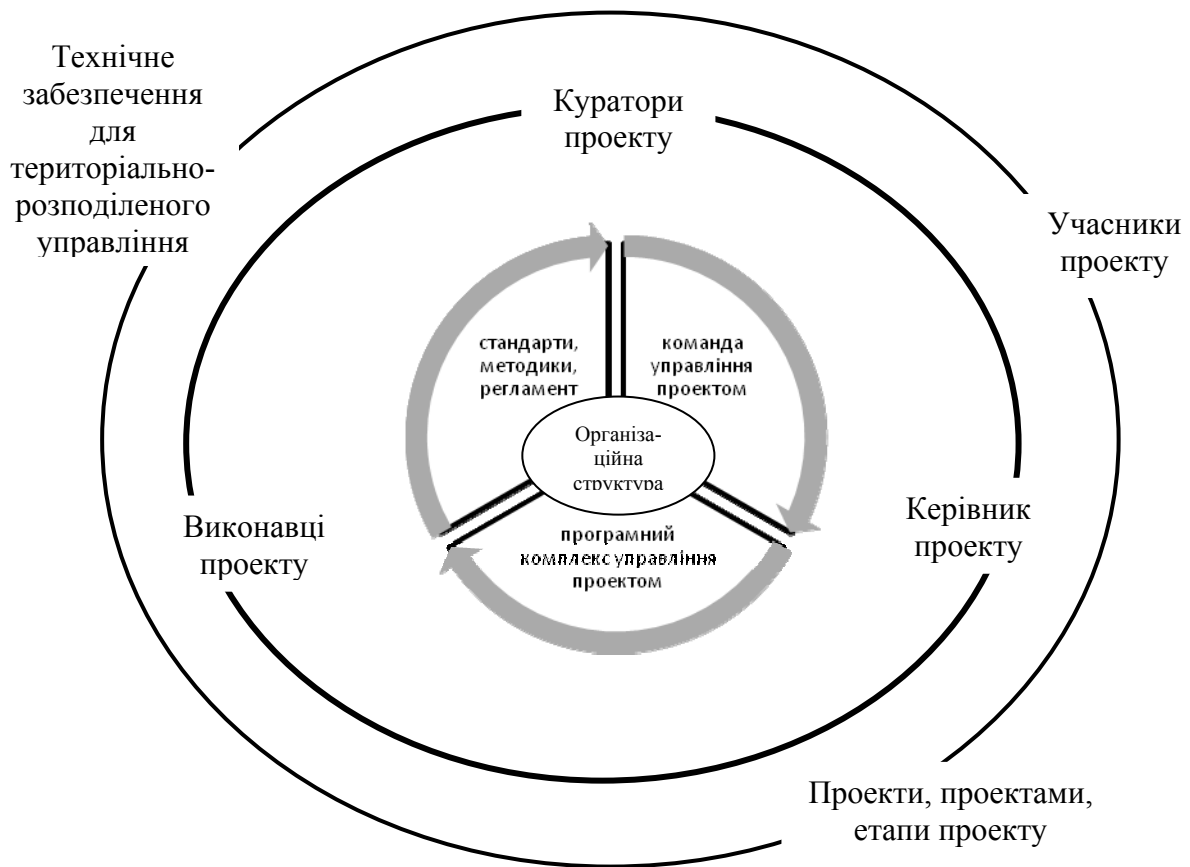 Технічне
забезпечення
для
територіально-
розподіленого
управління
Куратори
проекту
Учасники
проекту
стандарти,
методики,
регламент
команда
управління
проектом
Організа-
ційна
структура
програмний
комплекс управління
проектом
Виконавці
проекту
Керівник
проекту
Проекти, проектами,
етапи проекту